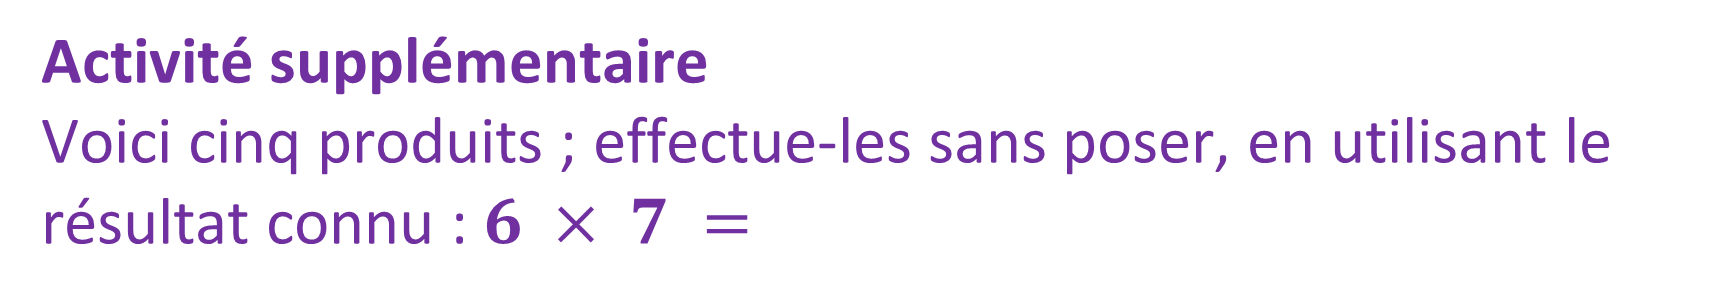 Activité supplémentaire
Voici cinq produits ; effectue-les sans poser, en utilisant le
résultat connu : 6 × 7 =